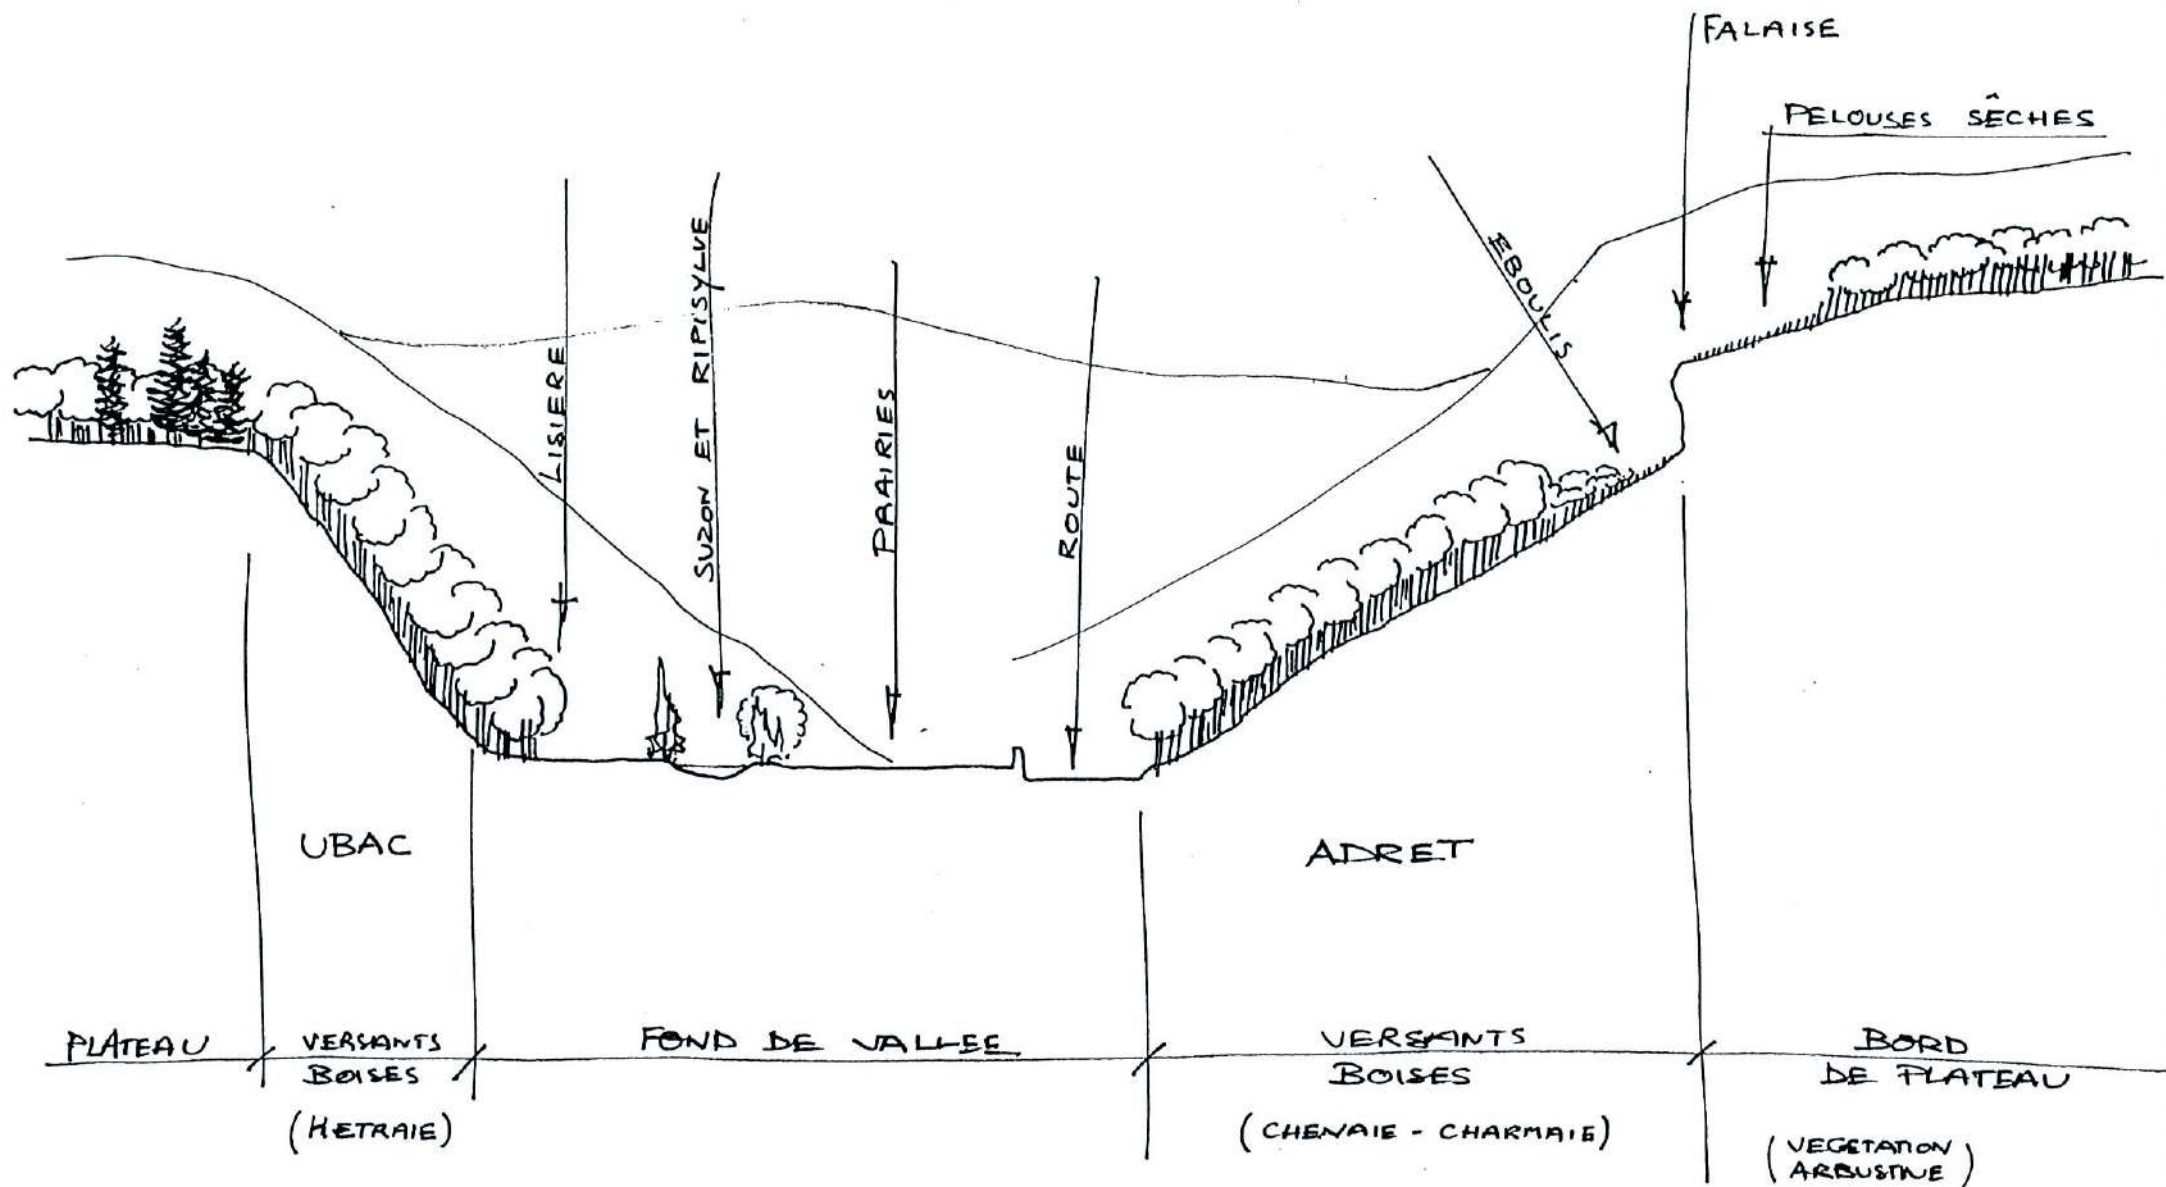 FALAISE
PELOUSES SÊCHES
EBOULIS
LISIERE
SUZON ET RIPISYLVE
PRAIRIES
ROUTE
UBAC
ADRET
PLATEAU
VERSANTS
BOISES
(HETRAIE)
FOND DE VALLEE
VERSANTS
BOISES
(CHENAIE - CHARMAIE)
BORD
DE PLATEAU
(VEGETATION
ARBUSTIVE)